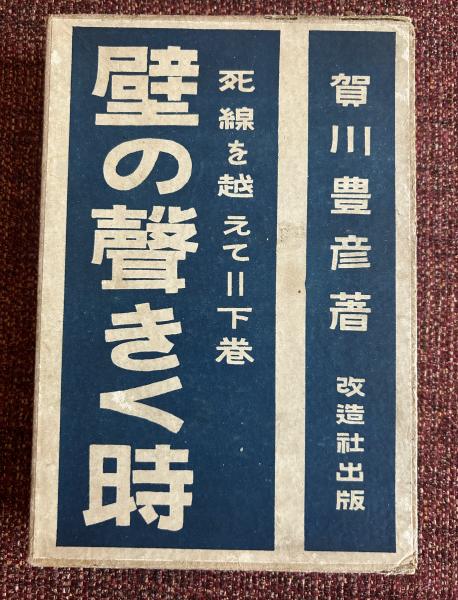 賀川豊彦著 改造社出版
死線を越えて=下巻
壁の聲きく時